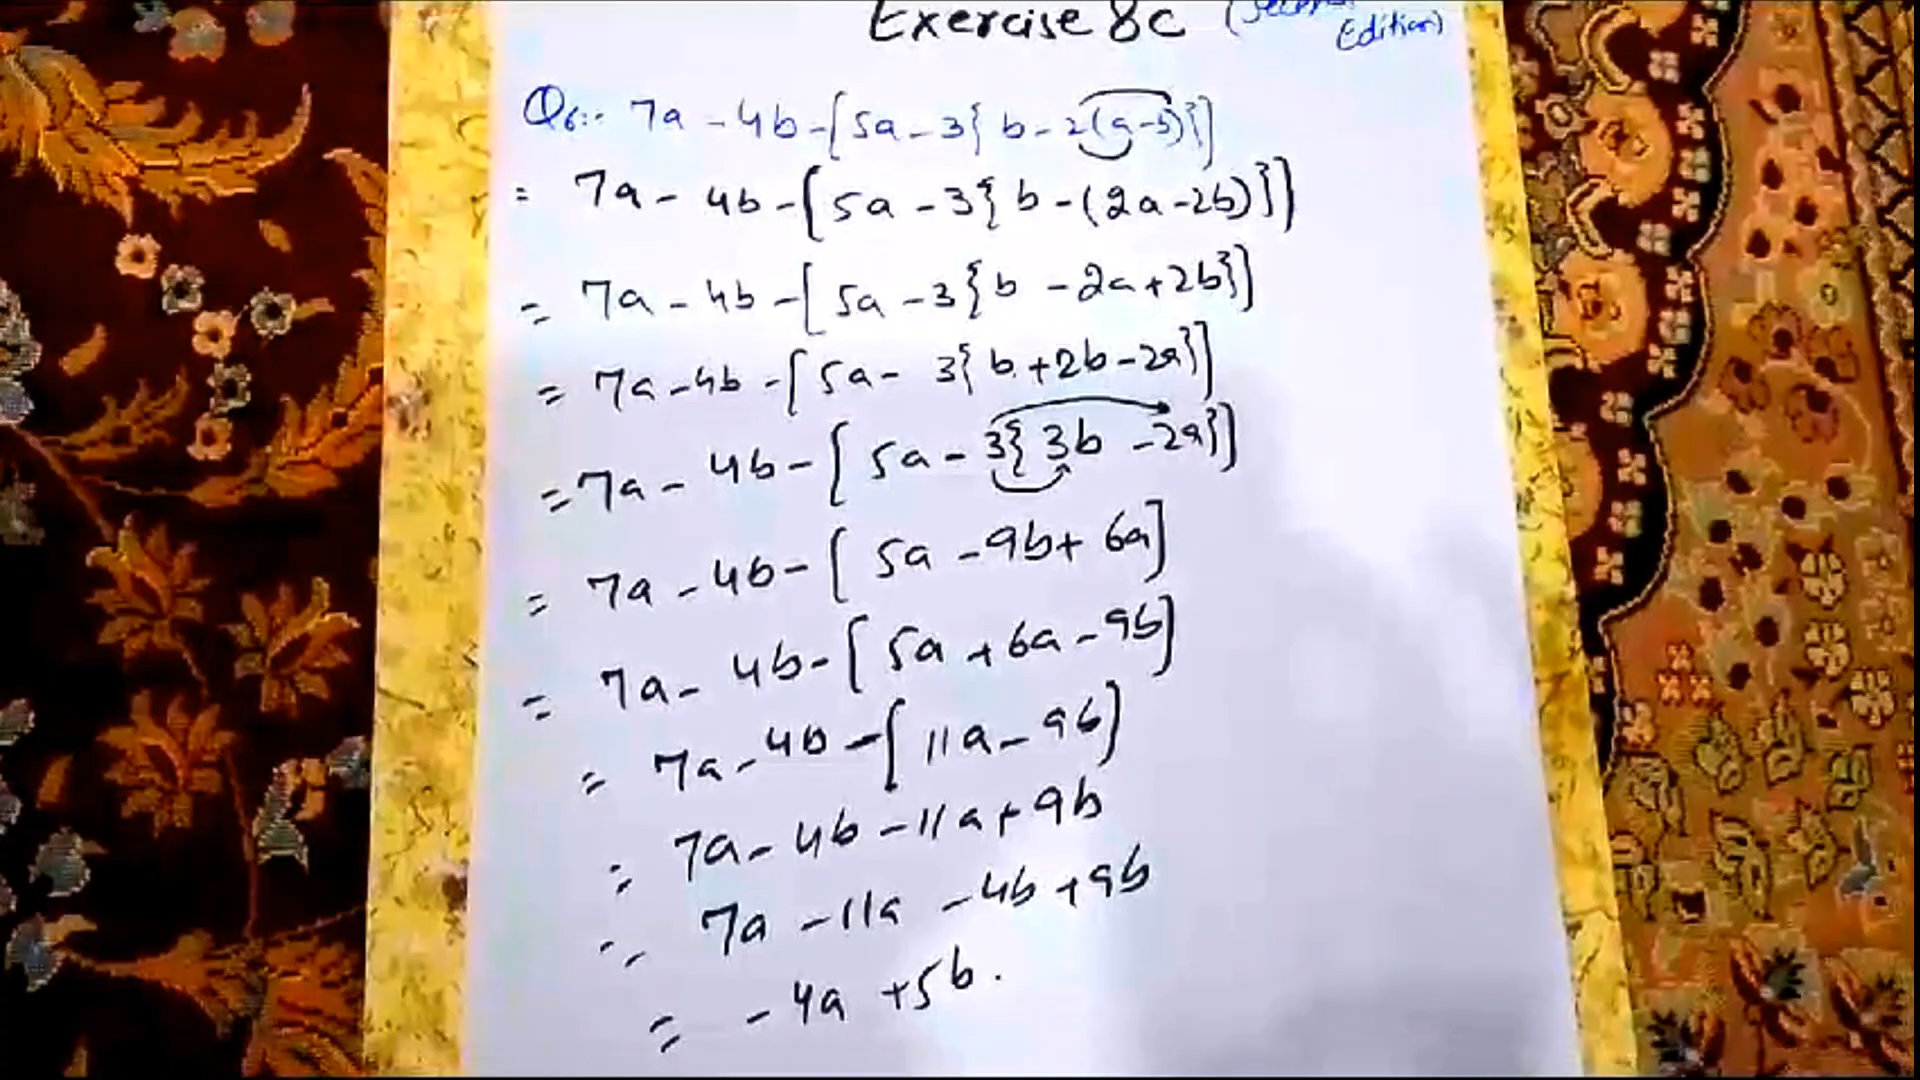 Exercise 8C (Second
Edition)
Q6:- 7a - 4b - [5a - 3{ b - 2(a-b)}]
= 7a - 4b - [5a - 3{ b - (2a - 2b)}]
= 7a - 4b - [5a - 3{ b - 2a + 2b}]
= 7a - 4b - [5a - 3{ b + 2b - 2a}]
= 7a - 4b - [5a - 3{ 3b - 2a}]
= 7a - 4b - [5a - 9b + 6a]
= 7a - 4b - [5a + 6a - 9b]
= 7a - 4b - [11a - 9b]
= 7a - 4b - 11a + 9b
= 7a - 11a - 4b + 9b
= - 4a + 5b.